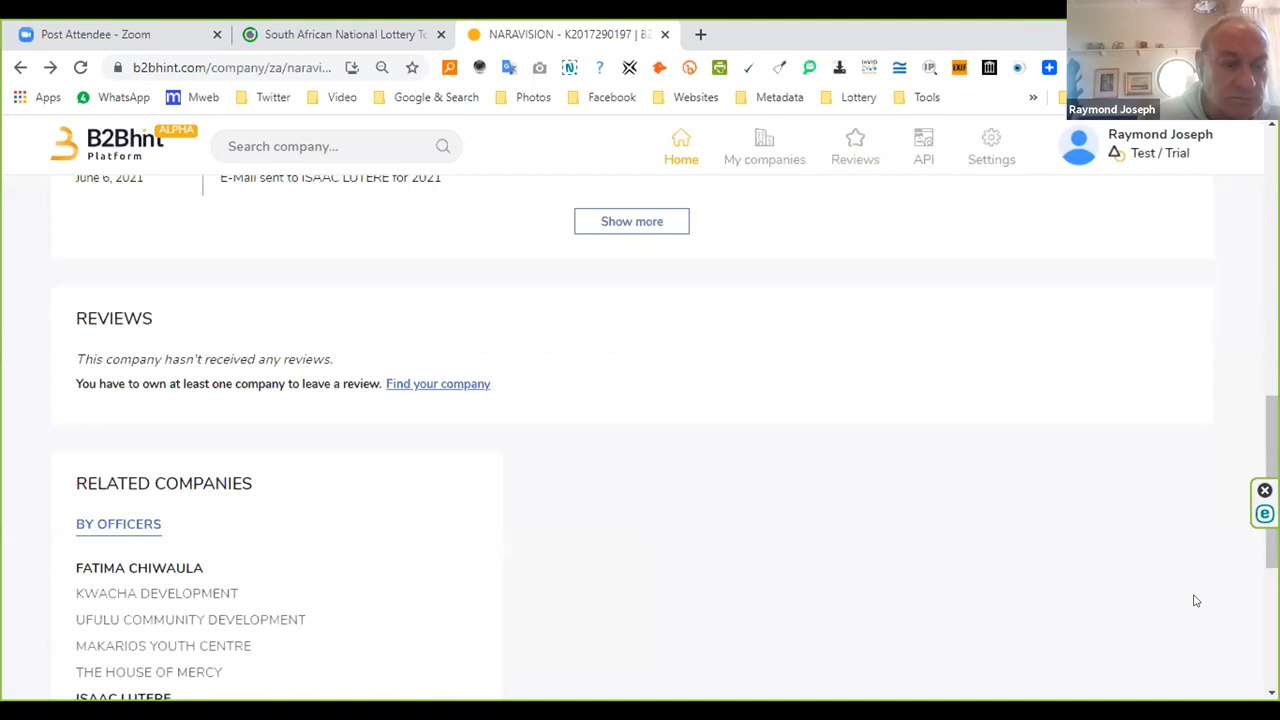 Post Attendee - Zoom
South African National Lottery To
NARAVISION - K2017290197 | B2
b2bhint.com/company/za/naravi...
Apps
WhatsApp
Mweb
Twitter
Video
Google & Search
Photos
Facebook
Websites
Metadata
Lottery
Tools
Raymond Joseph
B2Bhint ALPHA
Platform
Search company...
Home
My companies
Reviews
API
Settings
Raymond Joseph
Test / Trial
June 6, 2021
E-Mail sent to ISAAC LUTERE for 2021
Show more
REVIEWS
This company hasn't received any reviews.
You have to own at least one company to leave a review. Find your company
RELATED COMPANIES
BY OFFICERS
FATIMA CHIWAULA
KWACHA DEVELOPMENT
UFULU COMMUNITY DEVELOPMENT
MAKARIOS YOUTH CENTRE
THE HOUSE OF MERCY
ISAAC LUTERE